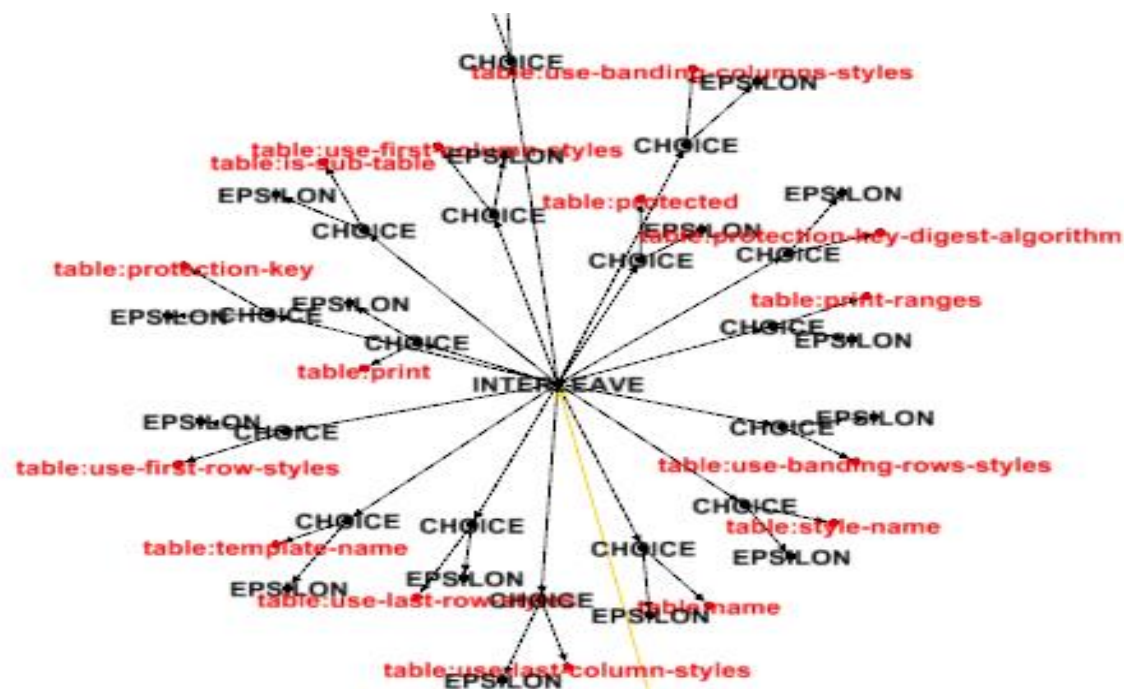 CHOICE
table:use-banding-columns-styles
EPSILON
CHOICE
table:use-first-column-styles
EPSILON
table:is-sub-table
EPSILON
EPSILON
table:protected
CHOICE
CHOICE
EPSILON
table:protection-key-digest-algorithm
CHOICE
CHOICE
table:protection-key
table:print-ranges
EPSILON
EPSILON
CHOICE
CHOICE
CHOICE
EPSILON
table:print
INTERLEAVE
EPSILON
CHOICE
EPSILON
CHOICE
table:use-first-row-styles
table:use-banding-rows-styles
CHOICE
CHOICE
CHOICE
table:style-name
table:template-name
CHOICE
EPSILON
EPSILON
EPSILON
table:use-last-row-styles
CHOICE
table:name
EPSILON
table:use-last-column-styles
EPSILON